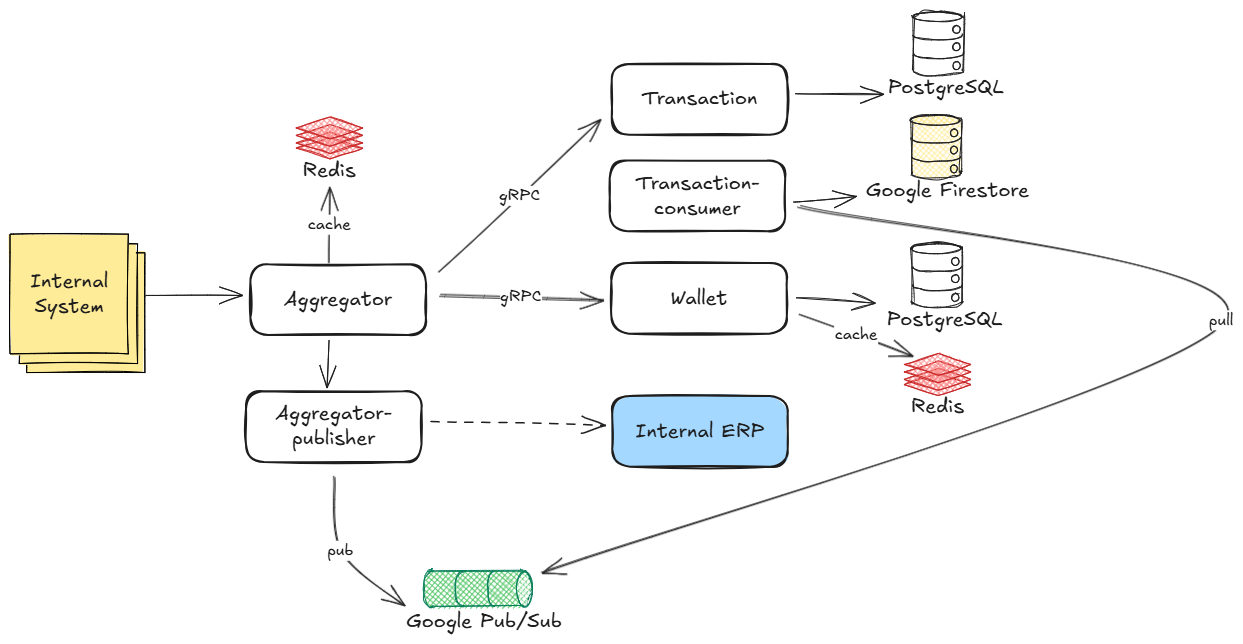 PostgreSQL
Transaction
Redis
gRPC
Google Firestore
Transaction-
consumer
cache
Internal
System
Aggregator
gRPC
Wallet
PostgreSQL
pull
cache
Redis
Aggregator-
publisher
Internal ERP
pub
Google Pub/Sub